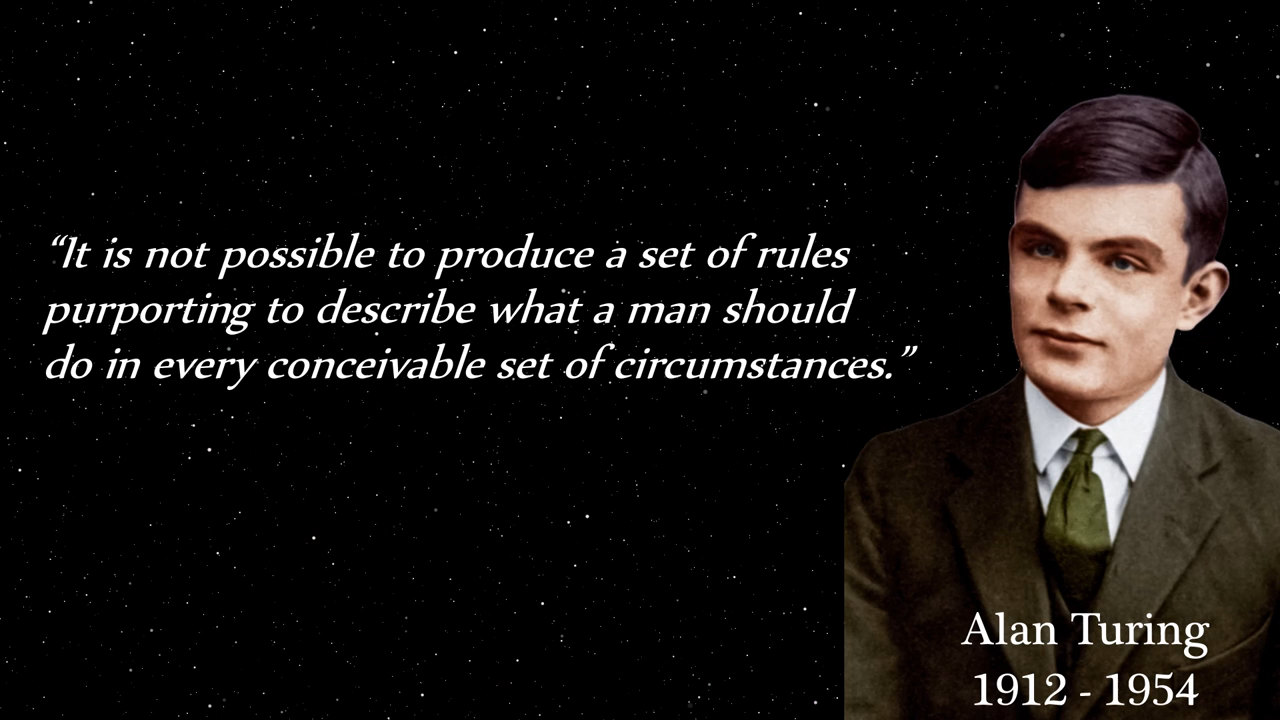 “It is not possible to produce a set of rules
purporting to describe what a man should
do in every conceivable set of circumstances.”
Alan Turing
1912 - 1954